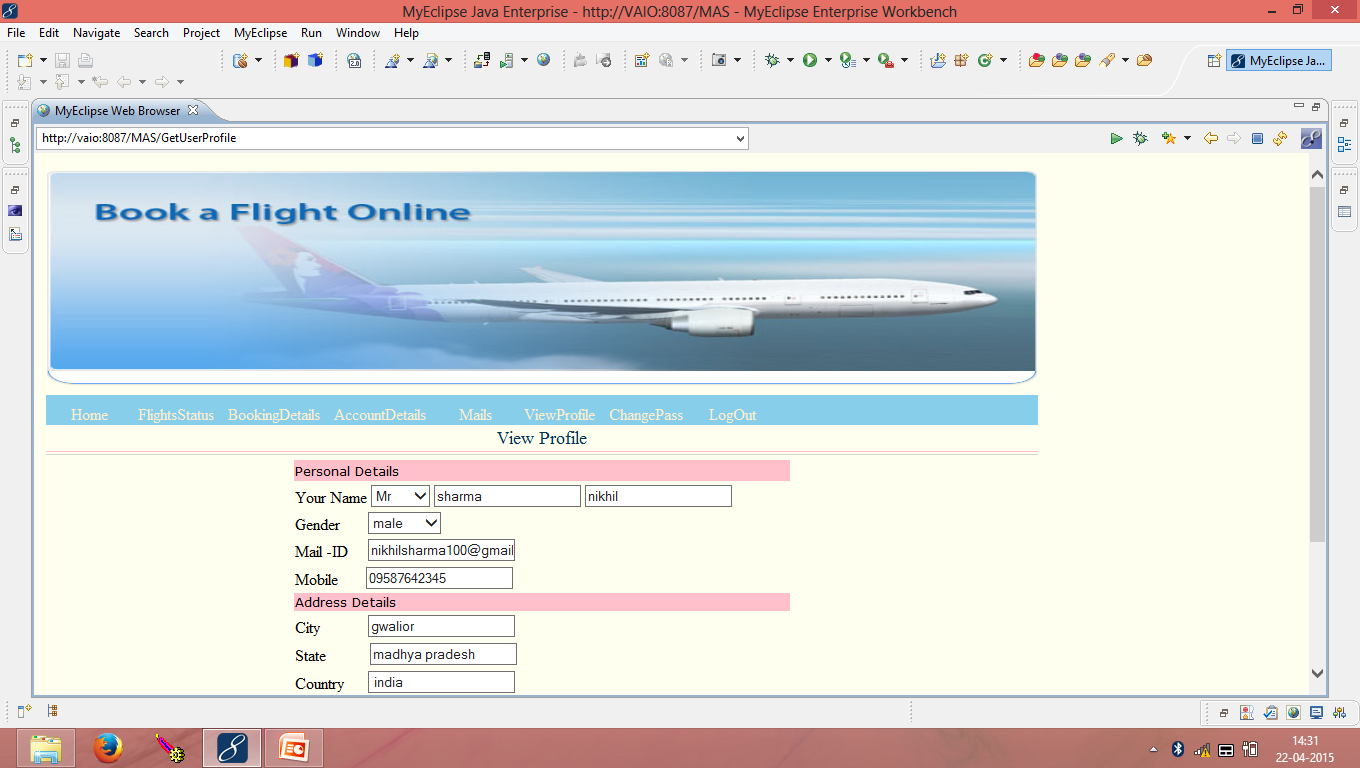 MyEclipse Java Enterprise - http://VAIO:8087/MAS - MyEclipse Enterprise Workbench
File Edit Navigate Search Project MyEclipse Run Window Help
MyEclipse Ja...
MyEclipse Web Browser
http://vaio:8087/MAS/GetUserProfile
Book a Flight Online
Home FlightsStatus BookingDetails AccountDetails Mails ViewProfile ChangePass LogOut
View Profile
Personal Details
Your Name Mr sharma nikhil
Gender male
Mail -ID nikhilsharma100@gmail
Mobile 09587642345
Address Details
City gwalior
State madhya pradesh
Country india
14:31
22-04-2015